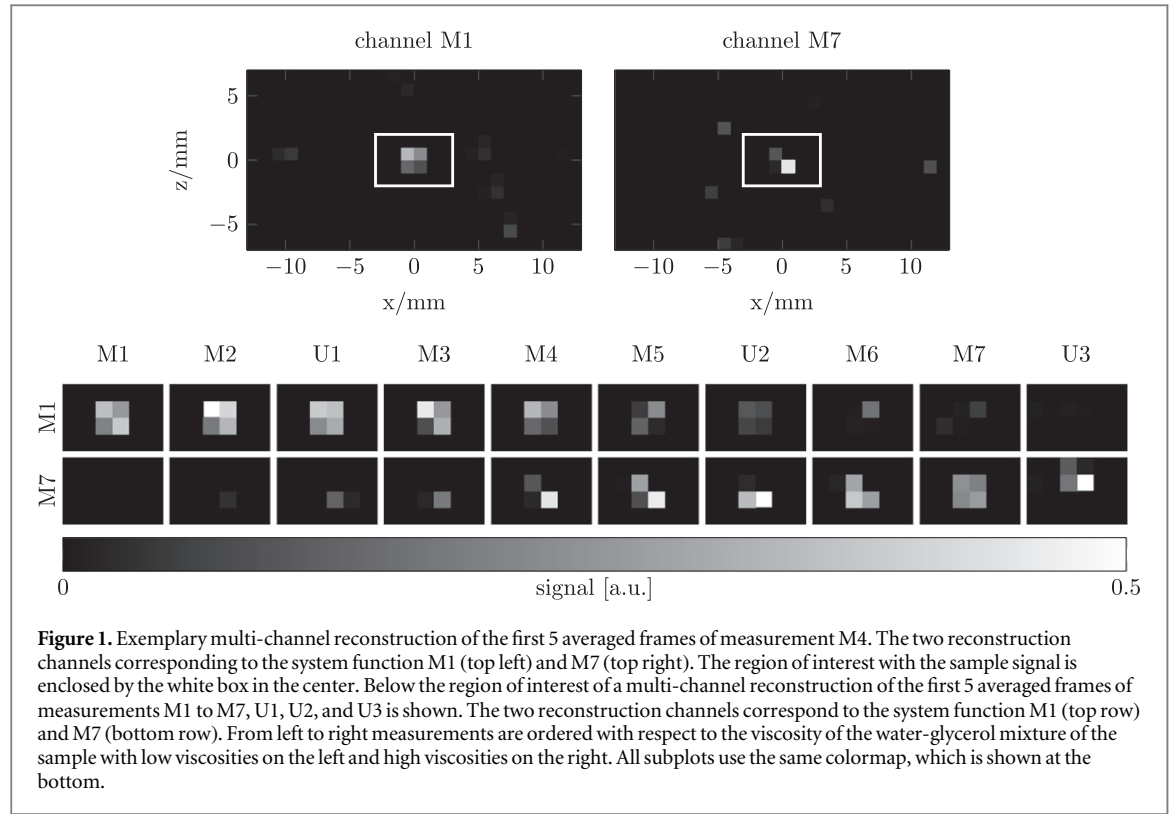 channel M1
channel M7
z/mm
5
0
−5
−10 −5 0 5 10
−10 −5 0 5 10
x/mm
x/mm
M1 M2 U1 M3 M4 M5 U2 M6 M7 U3
M1
M7
0
signal [a.u.]
0.5
Figure 1. Exemplary multi-channel reconstruction of the first 5 averaged frames of measurement M4. The two reconstruction
channels corresponding to the system function M1 (top left) and M7 (top right). The region of interest with the sample signal is
enclosed by the white box in the center. Below the region of interest of a multi-channel reconstruction of the first 5 averaged frames of
measurements M1 to M7, U1, U2, and U3 is shown. The two reconstruction channels correspond to the system function M1 (top row)
and M7 (bottom row). From left to right measurements are ordered with respect to the viscosity of the water-glycerol mixture of the
sample with low viscosities on the left and high viscosities on the right. All subplots use the same colormap, which is shown at the
bottom.